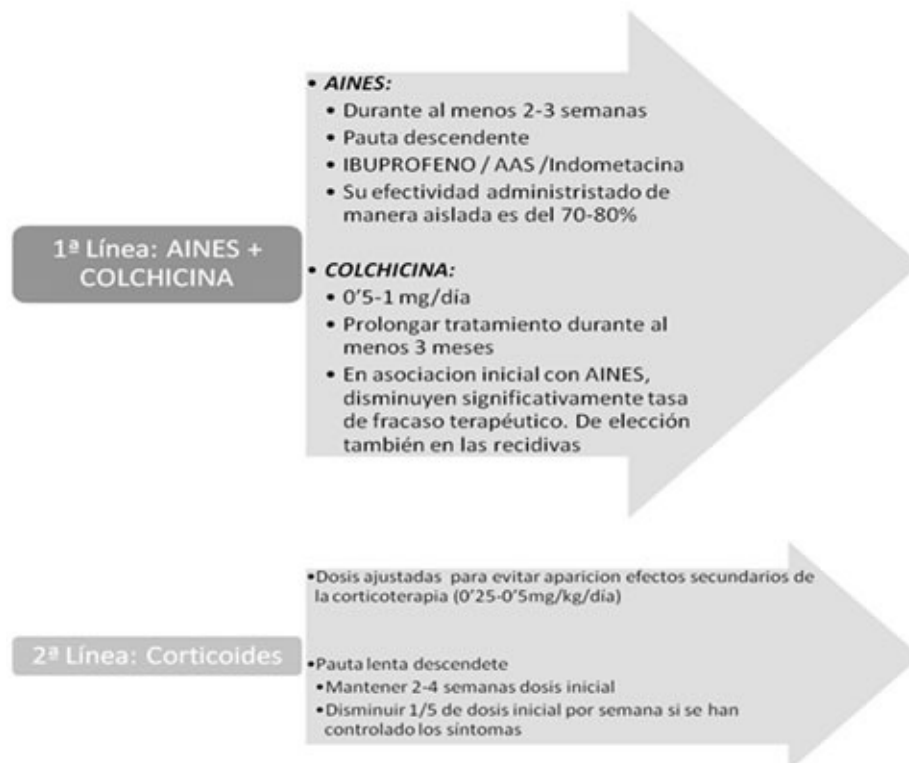 1ª Línea: AINES +
COLCHICINA
• AINES:
• Durante al menos 2-3 semanas
• Pauta descendente
• IBUPROFENO / AAS /Indometacina
• Su efectividad administristado de
manera aislada es del 70-80%
• COLCHICINA:
• 0'5-1 mg/día
• Prolongar tratamiento durante al
menos 3 meses
• En asociacion inicial con AINES,
disminuyen significativamente tasa
de fracaso terapéutico. De elección
también en las recidivas
2ª Línea: Corticoides
•Dosis ajustadas para evitar aparicion efectos secundarios de
la corticoterapia (0'25-0'5mg/kg/día)
•Pauta lenta descendete
•Mantener 2-4 semanas dosis inicial
•Disminuir 1/5 de dosis inicial por semana si se han
controlado los síntomas